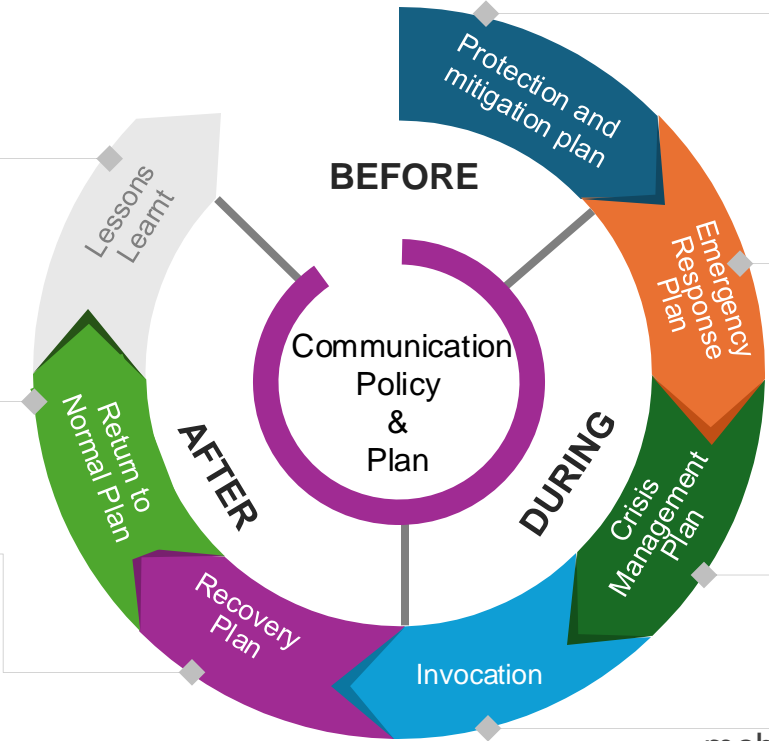 Protection and
mitigation plan
BEFORE
Emergency
Response
Plan
Communication
Policy
&
Plan
DURING
Crisis
Management
Plan
Invocation
Recovery
Plan
AFTER
Return to
Normal Plan
Lessons
Learnt